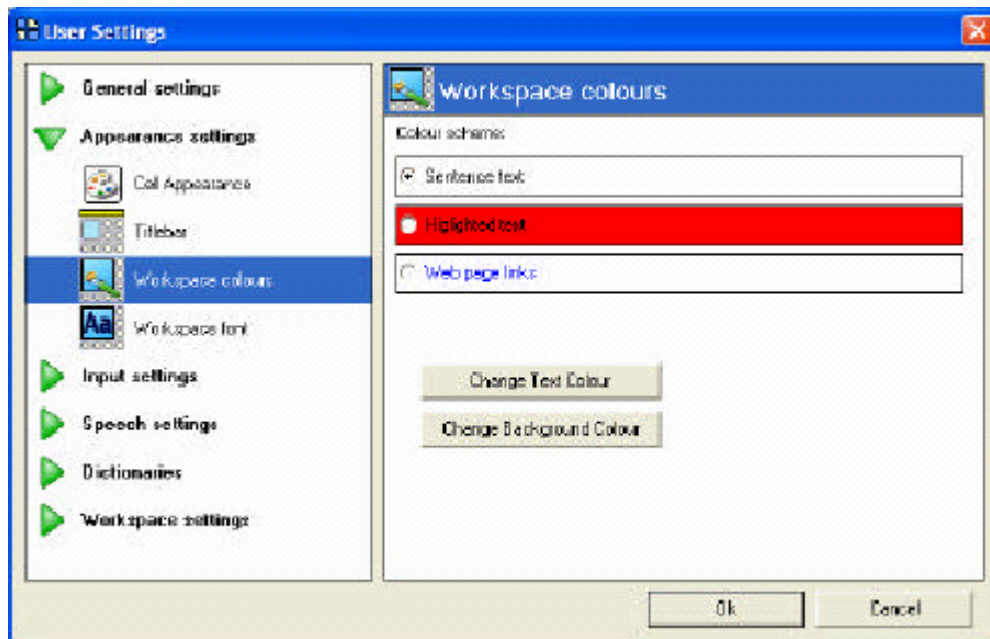 User Settings
General settings
Appearance settings
Cell Appearance
Titlebar
Workspace colours
Workspace font
Input settings
Speech settings
Dictionaries
Workspace settings
Workspace colours
Colour scheme:
Sentence text
Higlighted text
Web page links
Change Text Colour
Change Background Colour
Ok
Cancel